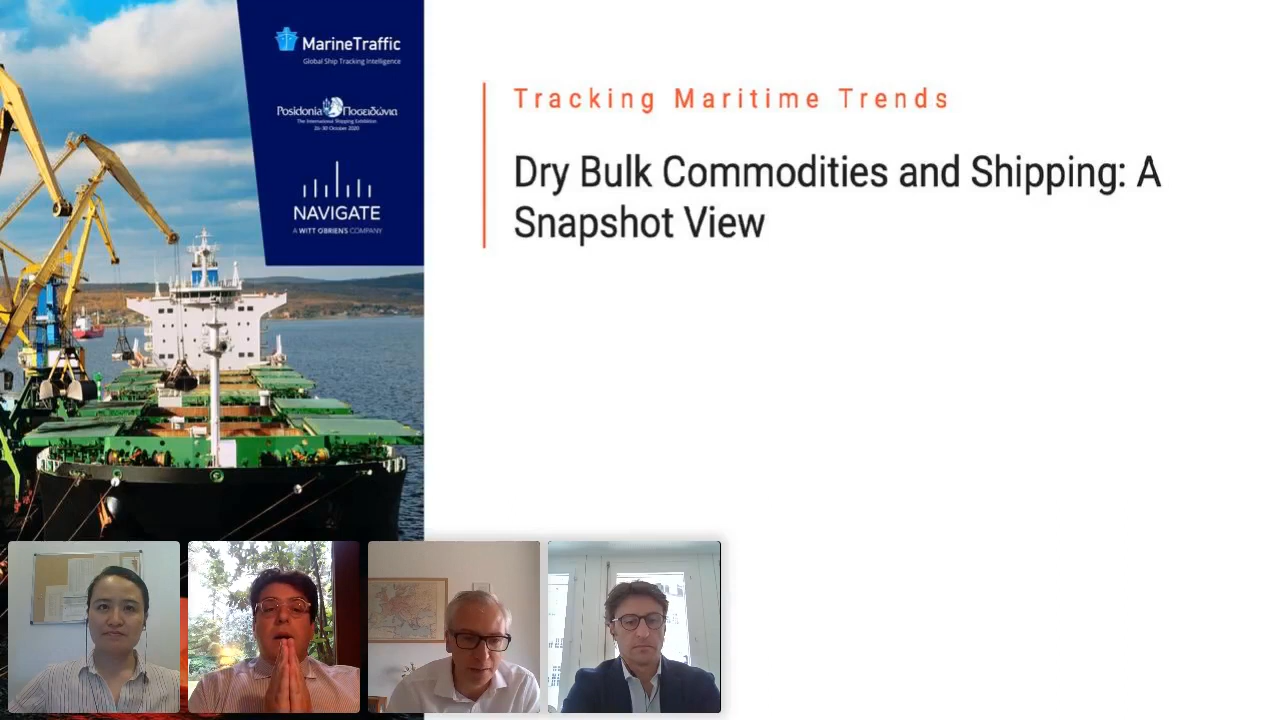 MarineTraffic
Global Ship Tracking Intelligence
Posidonia Ποσειδώνια
The International Shipping Exhibition
26-30 October 2020
NAVIGATE
A WITT O'BRIEN'S COMPANY
Tracking Maritime Trends
Dry Bulk Commodities and Shipping: A
Snapshot View